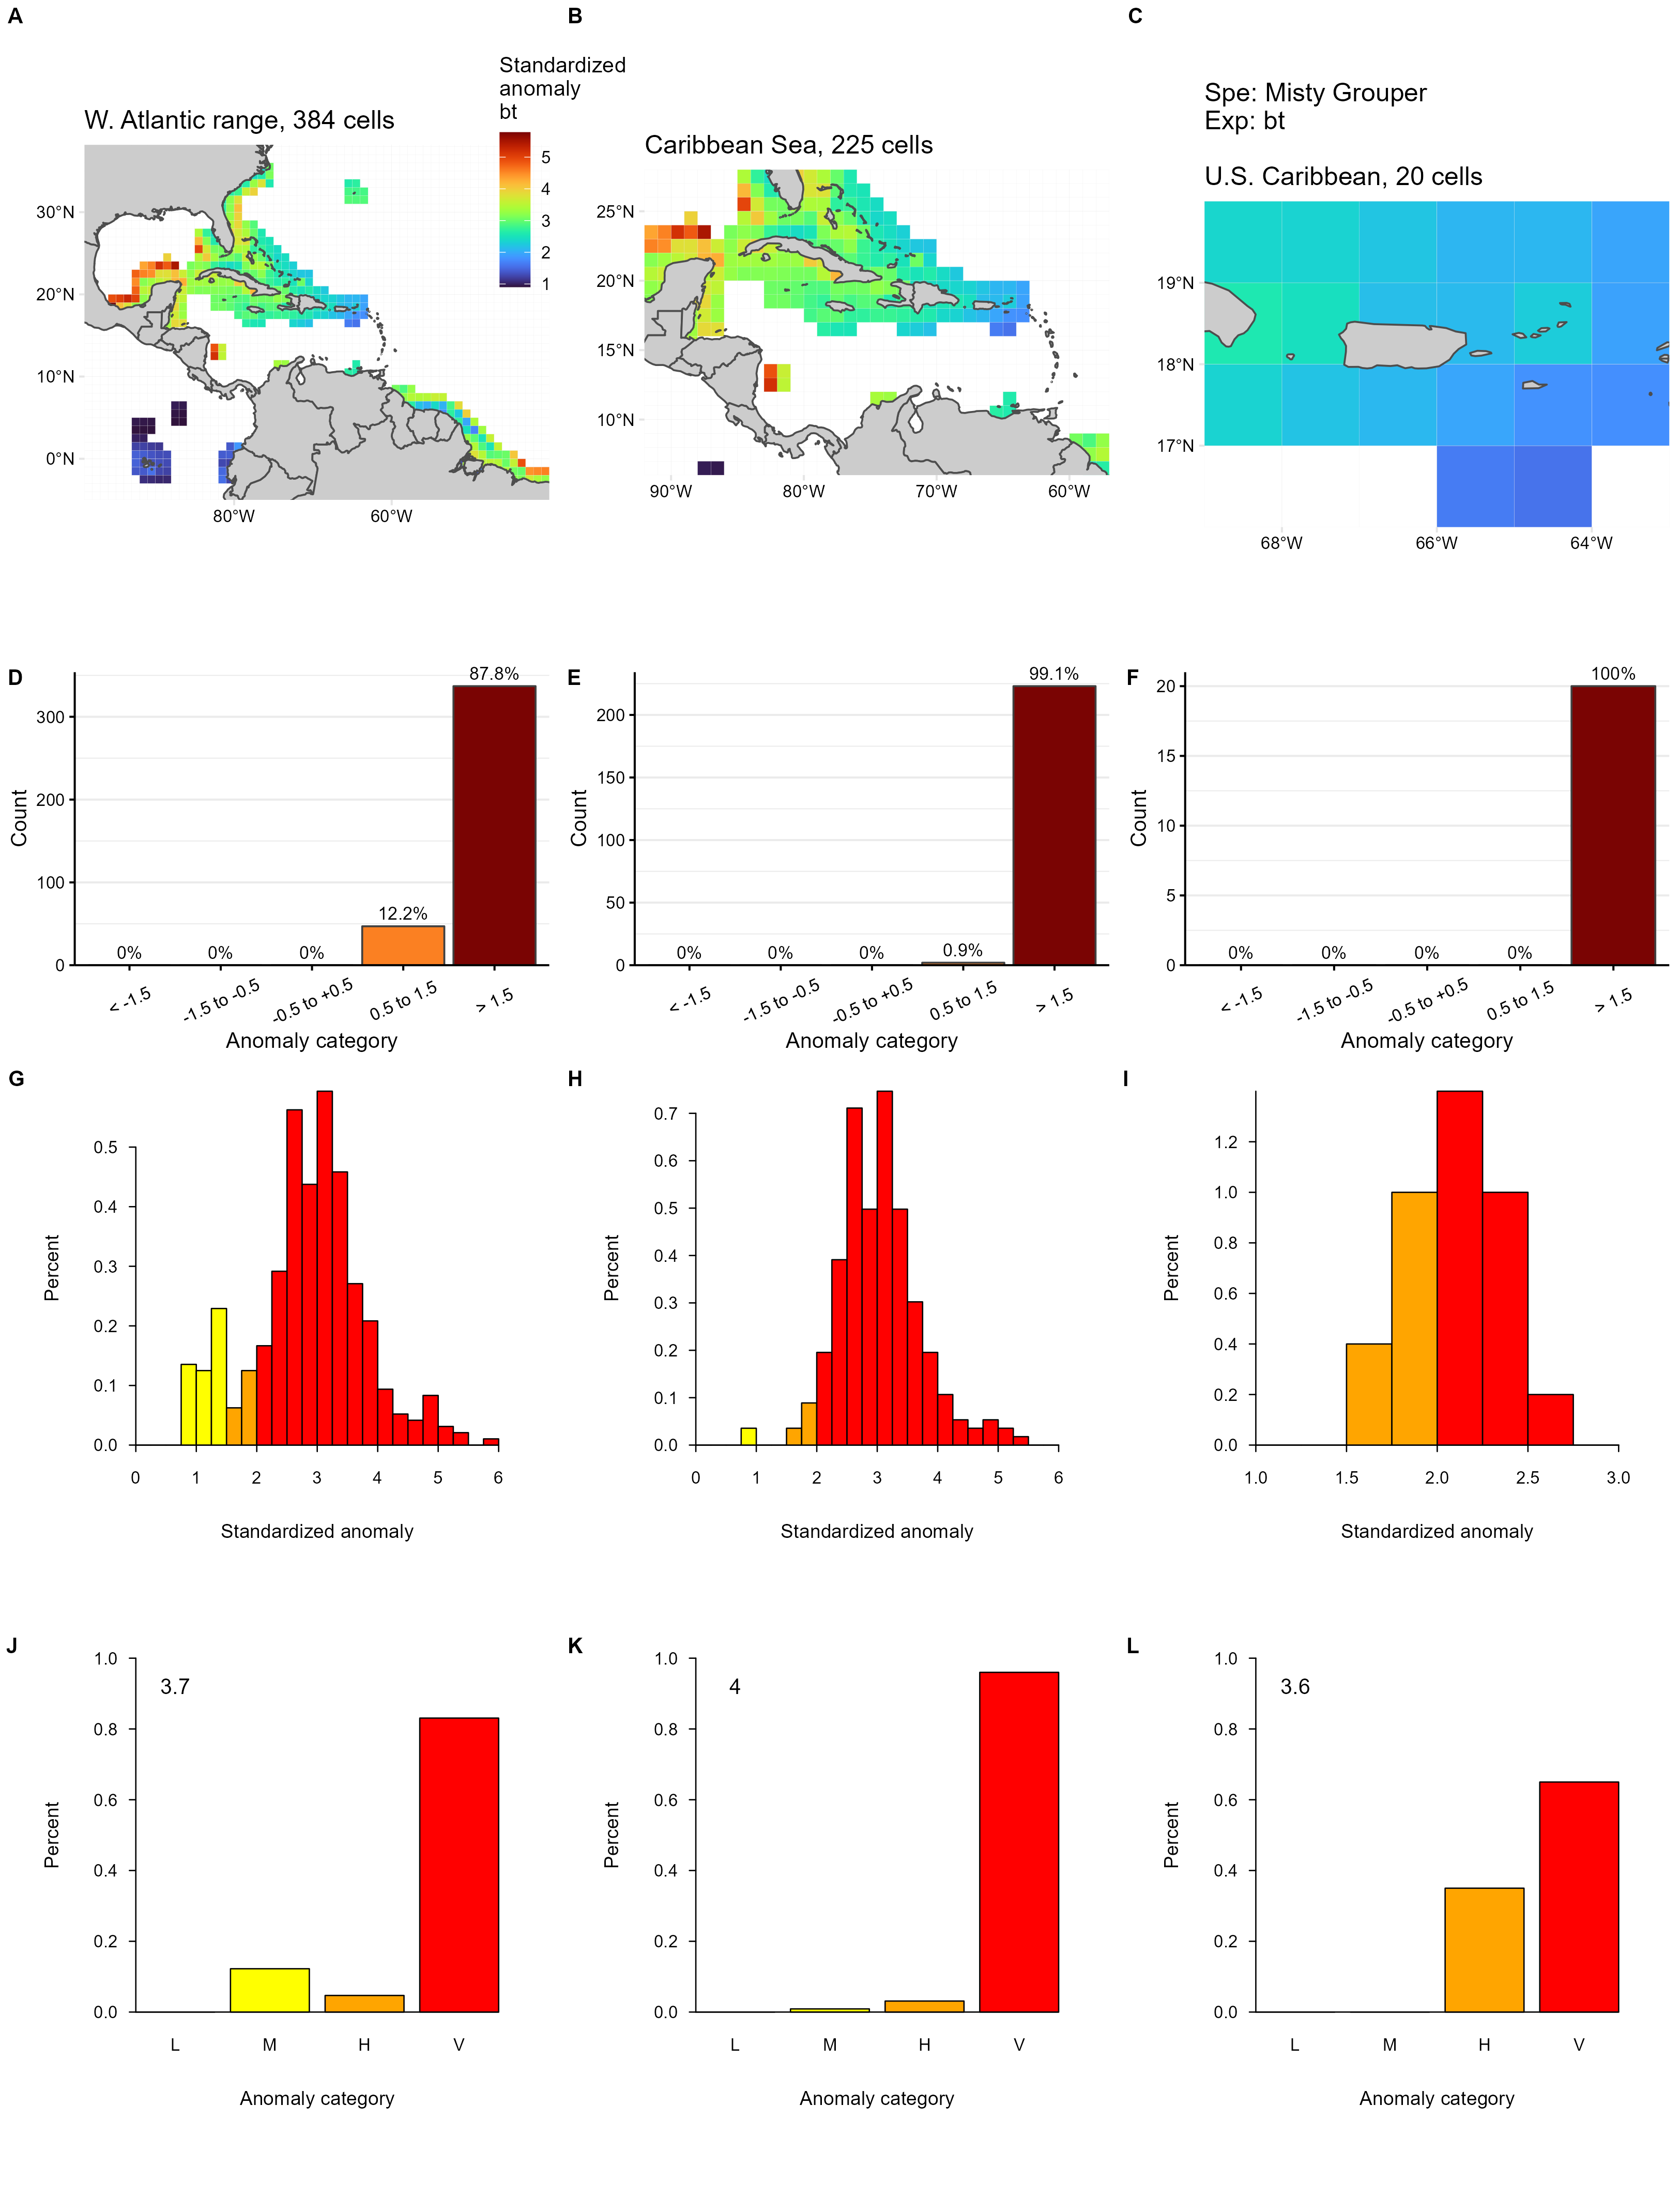 A
B
C
Standardized
anomaly
bt
5
4
3
2
1
W. Atlantic range, 384 cells
30°N
20°N
10°N
0°N
80°W
60°W
Caribbean Sea, 225 cells
25°N
20°N
15°N
10°N
90°W
80°W
70°W
60°W
Spe: Misty Grouper
Exp: bt
U.S. Caribbean, 20 cells
19°N
18°N
17°N
68°W
66°W
64°W
D
Count
300
200
100
0
0%
0%
0%
12.2%
87.8%
< -1.5
-1.5 to -0.5
-0.5 to +0.5
0.5 to 1.5
> 1.5
Anomaly category
E
Count
200
150
100
50
0
0%
0%
0%
0.9%
99.1%
< -1.5
-1.5 to -0.5
-0.5 to +0.5
0.5 to 1.5
> 1.5
Anomaly category
F
Count
20
15
10
5
0
0%
0%
0%
0%
100%
< -1.5
-1.5 to -0.5
-0.5 to +0.5
0.5 to 1.5
> 1.5
Anomaly category
G
Percent
0.5
0.4
0.3
0.2
0.1
0.0
0
1
2
3
4
5
6
Standardized anomaly
H
Percent
0.7
0.6
0.5
0.4
0.3
0.2
0.1
0.0
0
1
2
3
4
5
6
Standardized anomaly
I
Percent
1.2
1.0
0.8
0.6
0.4
0.2
0.0
1.0
1.5
2.0
2.5
3.0
Standardized anomaly
J
Percent
1.0
0.8
0.6
0.4
0.2
0.0
3.7
L
M
H
V
Anomaly category
K
Percent
1.0
0.8
0.6
0.4
0.2
0.0
4
L
M
H
V
Anomaly category
L
Percent
1.0
0.8
0.6
0.4
0.2
0.0
3.6
L
M
H
V
Anomaly category